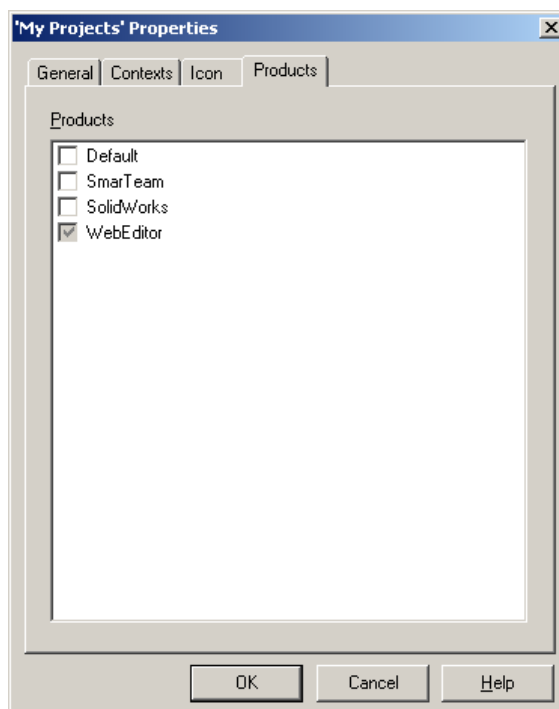 'My Projects' Properties
General Contexts Icon Products
Products
Default
SmarTeam
SolidWorks
WebEditor
OK Cancel Help